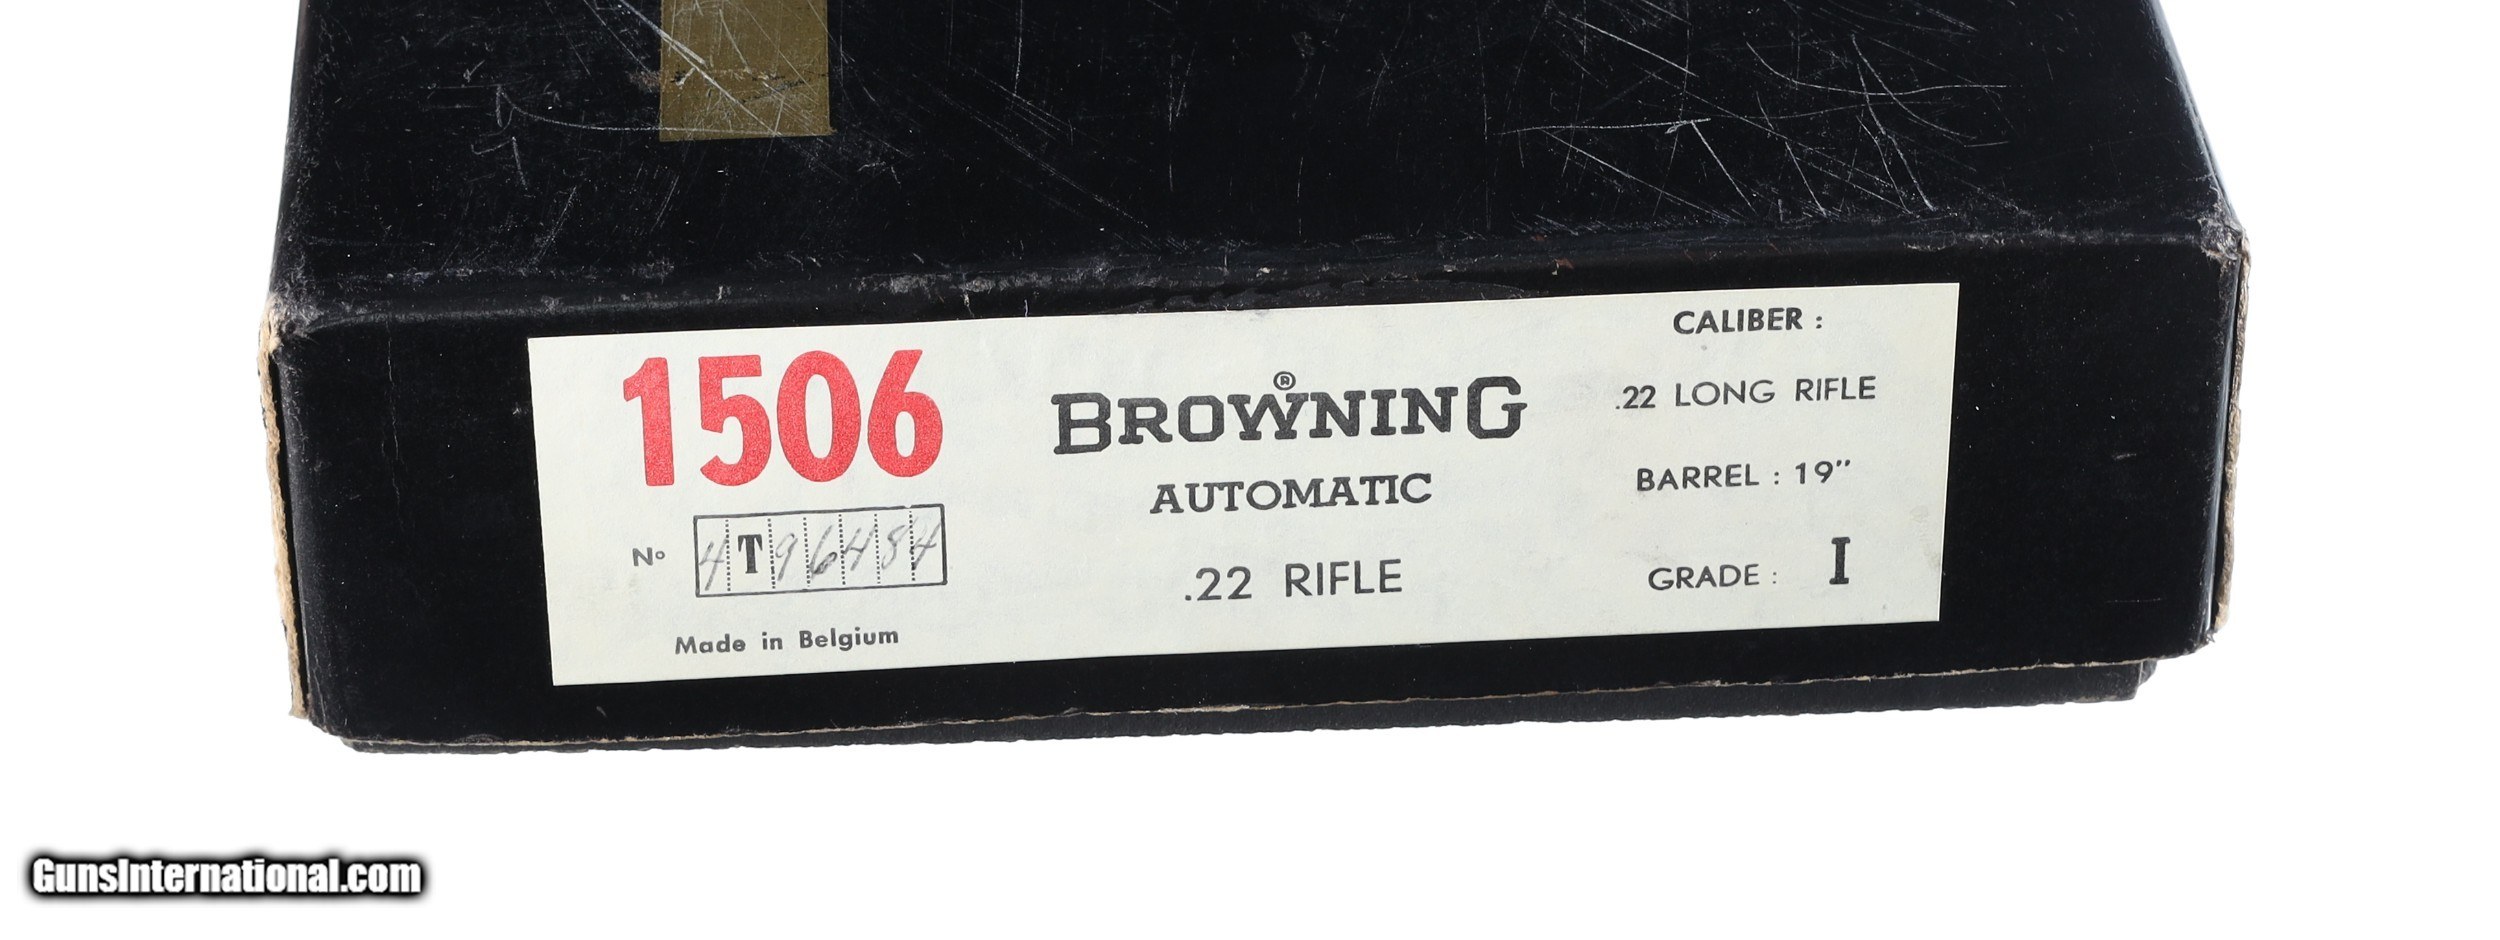 1506
Nº 4T96484
Made in Belgium
BROWNING®
AUTOMATIC
.22 RIFLE
CALIBER :
.22 LONG RIFLE
BARREL : 19"
GRADE : I
GunsInternational.com